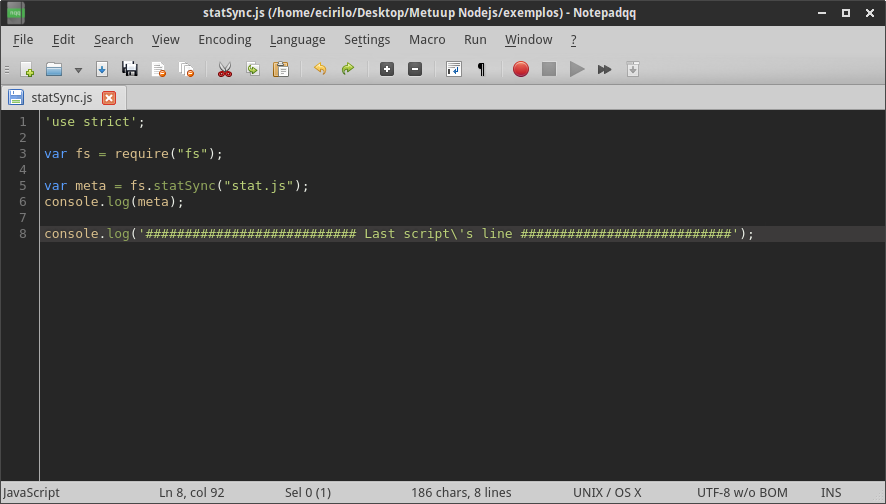 statSync.js (/home/ecirilo/Desktop/Metuup Nodejs/exemplos) - Notepadqq
File Edit Search View Encoding Language Settings Macro Run Window ?
statSync.js
1 'use strict';
2
3 var fs = require("fs");
4
5 var meta = fs.statSync("stat.js");
6 console.log(meta);
7
8 console.log('########################### Last script\'s line ###########################');
JavaScript Ln 8, col 92 Sel 0 (1) 186 chars, 8 lines UNIX / OS X UTF-8 w/o BOM INS